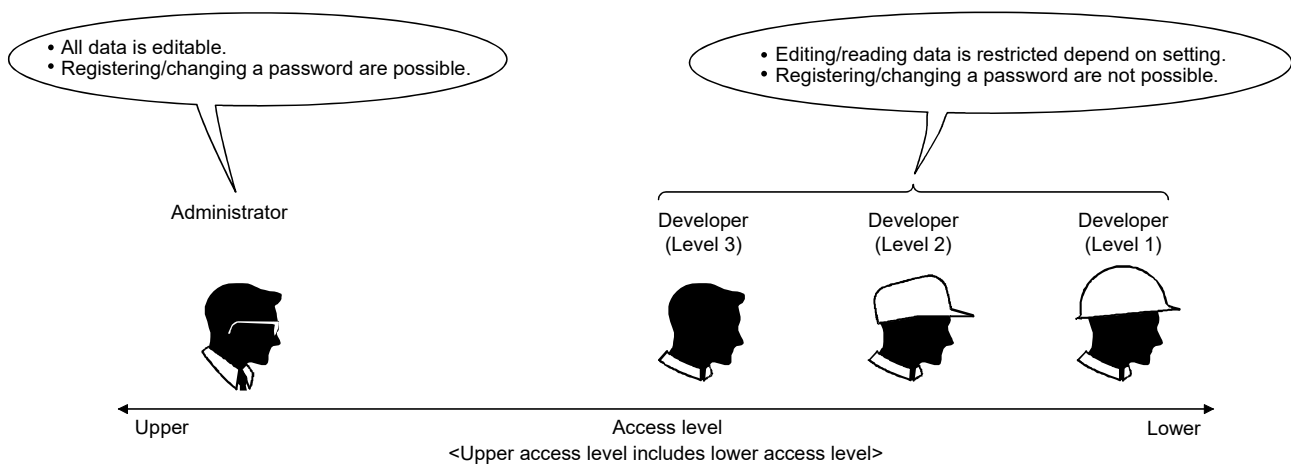 • All data is editable.
• Registering/changing a password are possible.
• Editing/reading data is restricted depend on setting.
• Registering/changing a password are not possible.
Administrator
Developer
(Level 3)
Developer
(Level 2)
Developer
(Level 1)
Upper
Access level
Lower
<Upper access level includes lower access level>